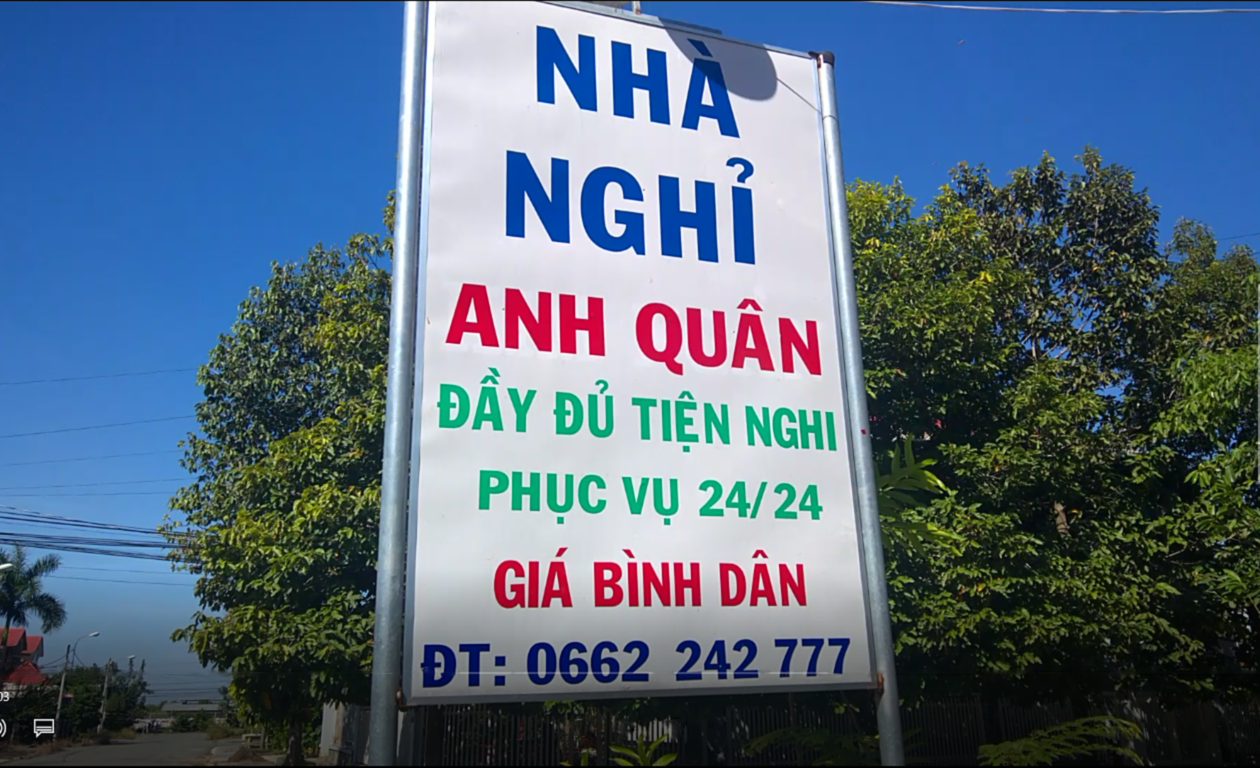 NHÀ
NGHỈ
ANH QUÂN
ĐẦY ĐỦ TIỆN NGHI
PHỤC VỤ 24/24
GIÁ BÌNH DÂN
ĐT: 0662 242 777
03